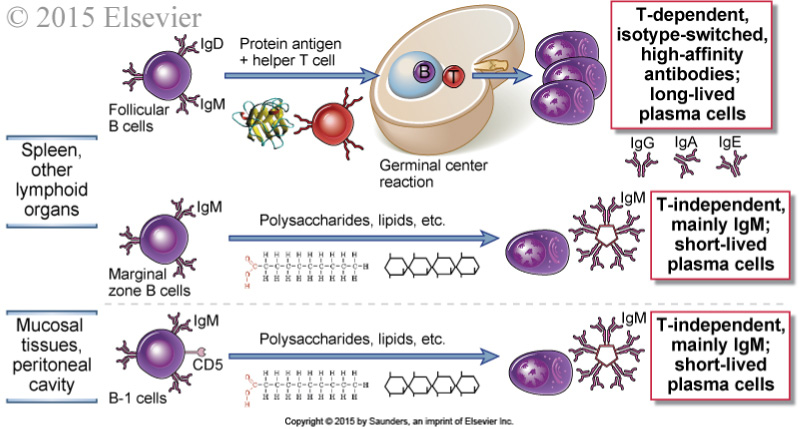 © 2015 Elsevier
IgD
IgM
Follicular
B cells
Protein antigen
+ helper T cell
B
T
Germinal center
reaction
T-dependent,
isotype-switched,
high-affinity
antibodies;
long-lived
plasma cells
IgG IgA IgE
Spleen,
other
lymphoid
organs
IgM
Marginal
zone B cells
Polysaccharides, lipids, etc.
IgM
T-independent,
mainly IgM;
short-lived
plasma cells
Mucosal
tissues,
peritoneal
cavity
IgM
CD5
B-1 cells
Polysaccharides, lipids, etc.
IgM
T-independent,
mainly IgM;
short-lived
plasma cells
Copyright © 2015 by Saunders, an imprint of Elsevier Inc.